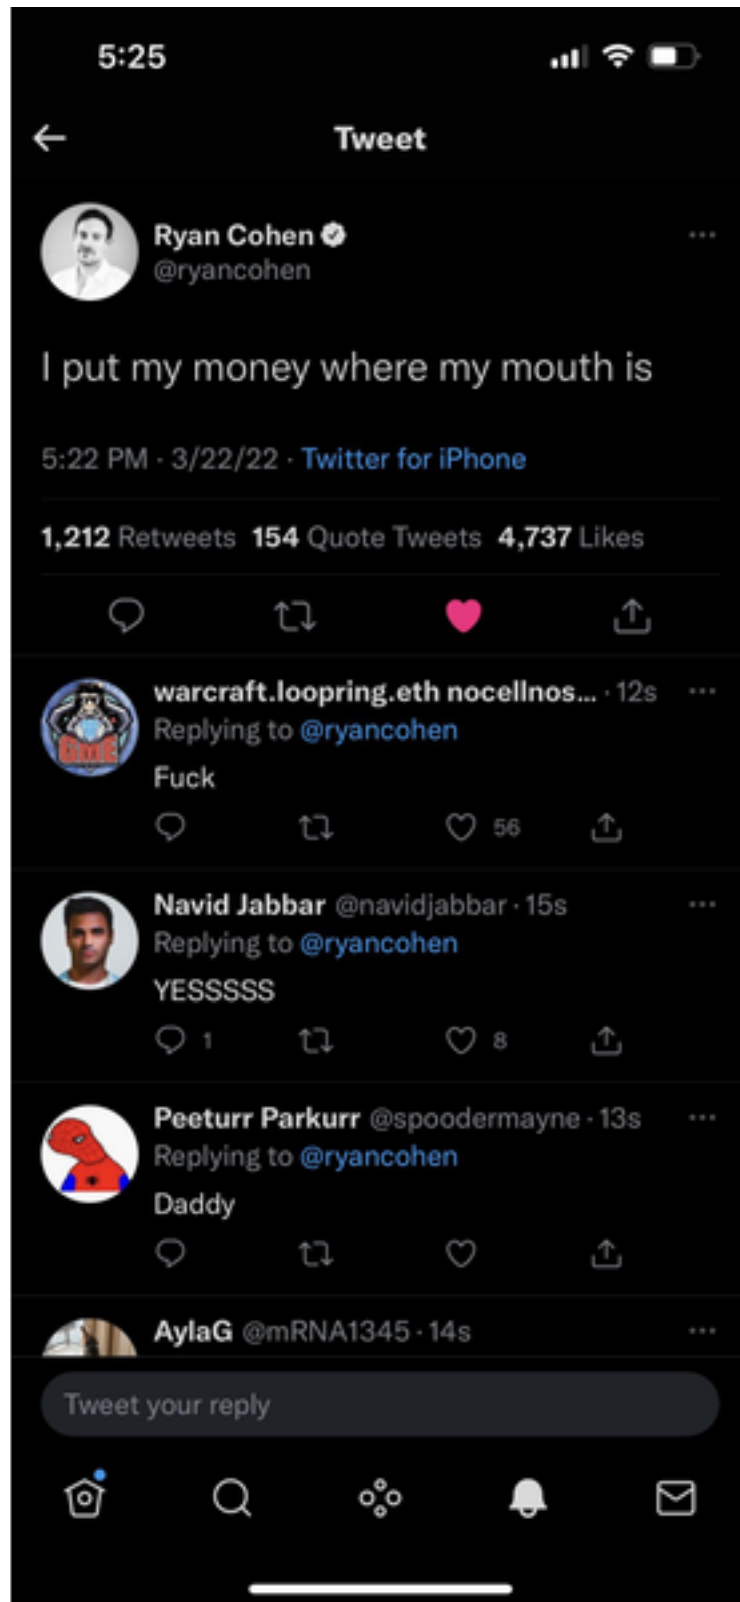 5:25
Tweet
Ryan Cohen
@ryancohen
I put my money where my mouth is
5:22 PM · 3/22/22 · Twitter for iPhone
1,212 Retweets 154 Quote Tweets 4,737 Likes
warcraft.loopring.eth nocellnos... · 12s
Replying to @ryancohen
Fuck
56
GME
Navid Jabbar @navidjabbar · 15s
Replying to @ryancohen
YESSSSS
1 8
Peeturr Parkurr @spoodermayne · 13s
Replying to @ryancohen
Daddy
AylaG @mRNA1345 · 14s
Tweet your reply